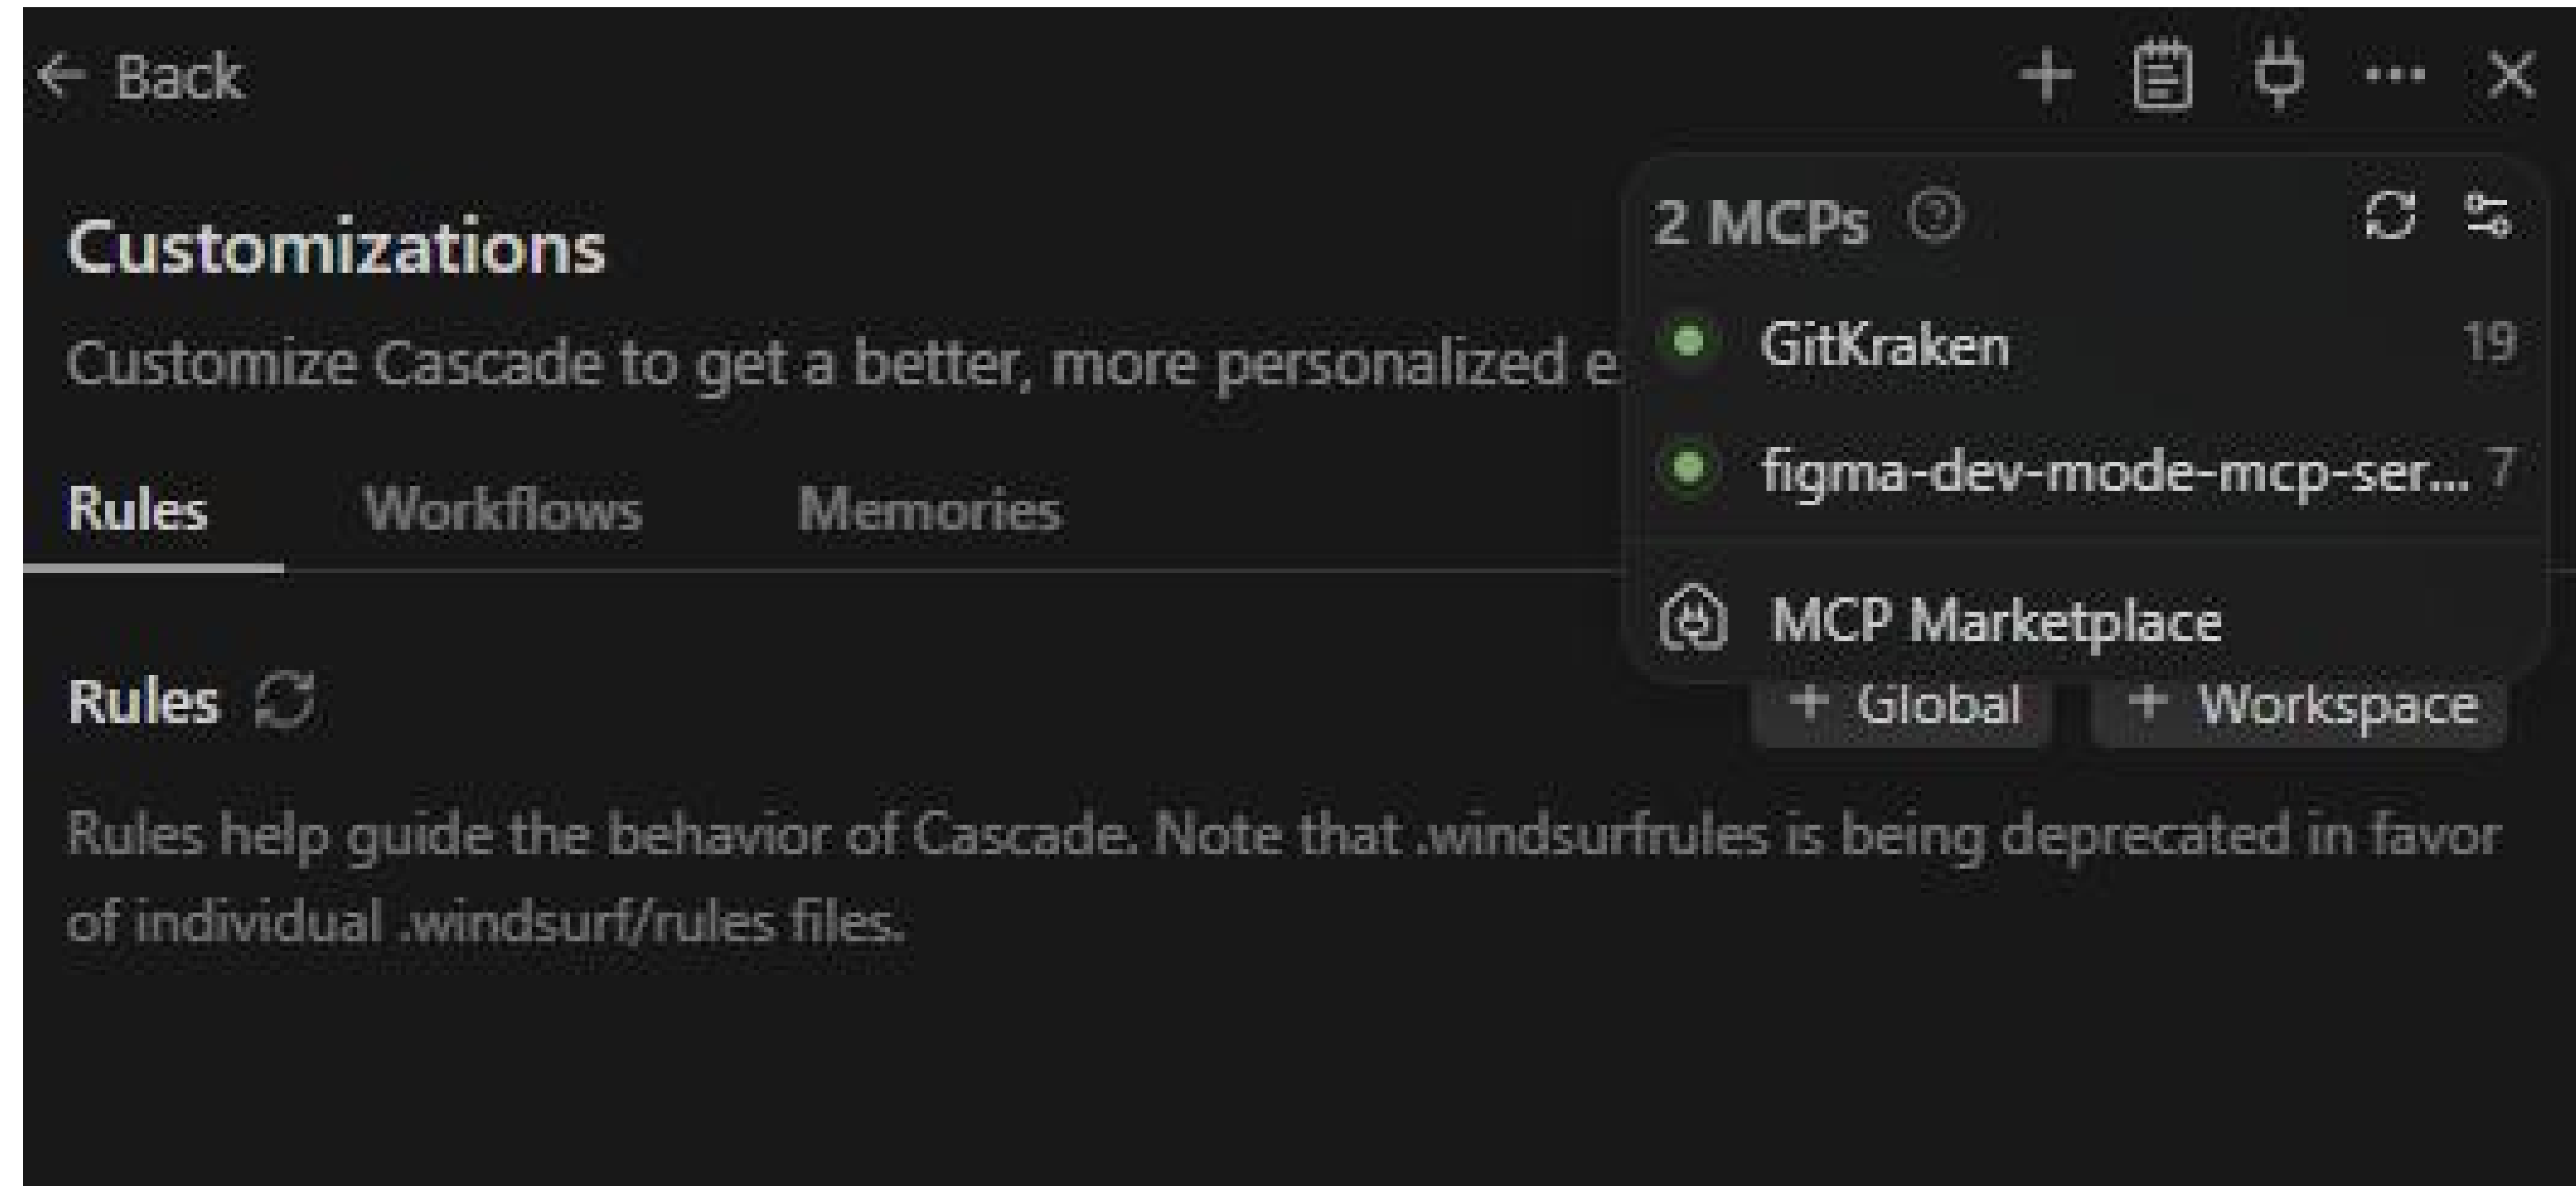 Back
Customizations
Customize Cascade to get a better, more personalized e
Rules Workflows Memories
2 MCPs
GitKraken 19
figma-dev-mode-mcp-ser... 7
MCP Marketplace
Rules
+ Global + Workspace
Rules help guide the behavior of Cascade. Note that .windsurfrules is being deprecated in favor
of individual .windsurf/rules files.